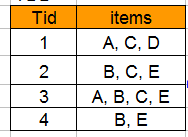 Tid items
1 A, C, D
2 B, C, E
3 A, B, C, E
4 B, E